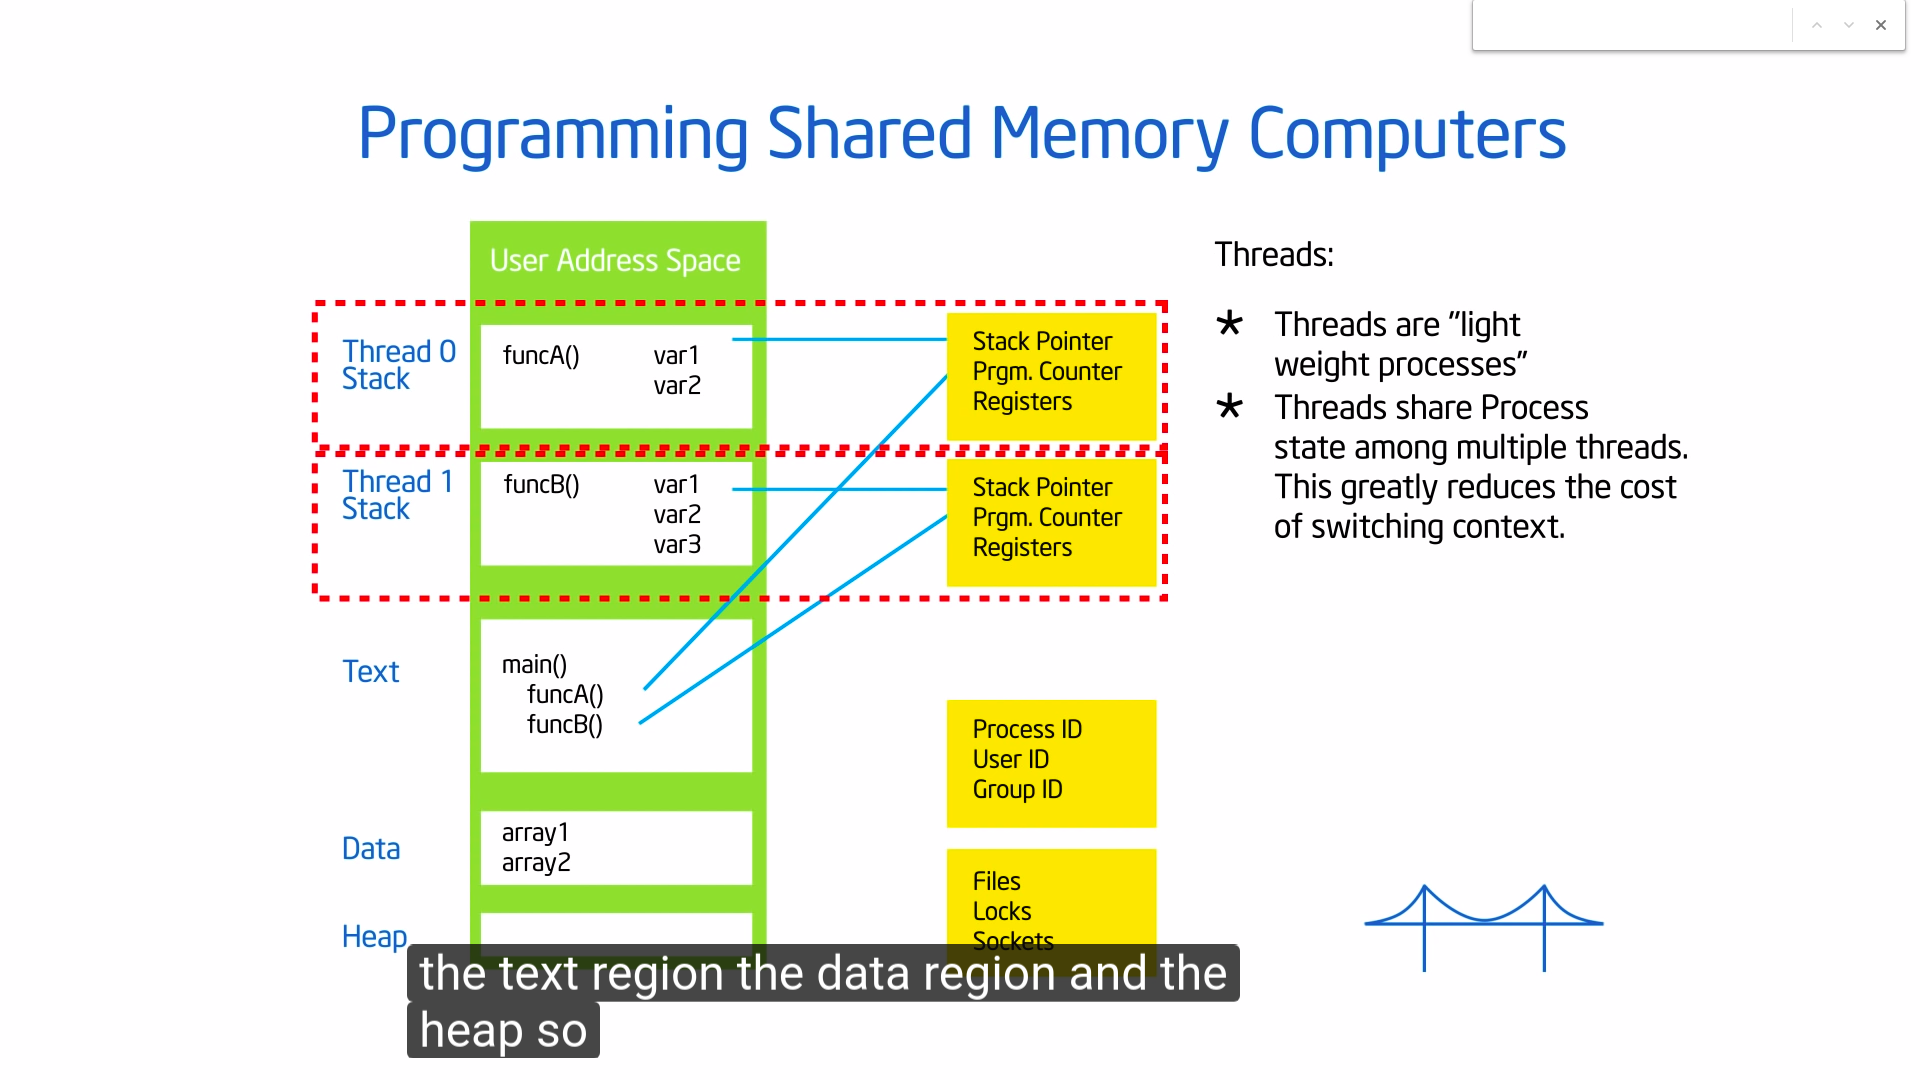 Programming Shared Memory Computers
User Address Space
Thread 0
Stack
funcA()
var1
var2
Stack Pointer
Prgm. Counter
Registers
Thread 1
Stack
funcB()
var1
var2
var3
Stack Pointer
Prgm. Counter
Registers
Text
main()
funcA()
funcB()
Process ID
User ID
Group ID
Data
array1
array2
Heap
Files
Locks
Sockets
Threads:
* Threads are "light
weight processes"
* Threads share Process
state among multiple threads.
This greatly reduces the cost
of switching context.
the text region the data region and the
heap so